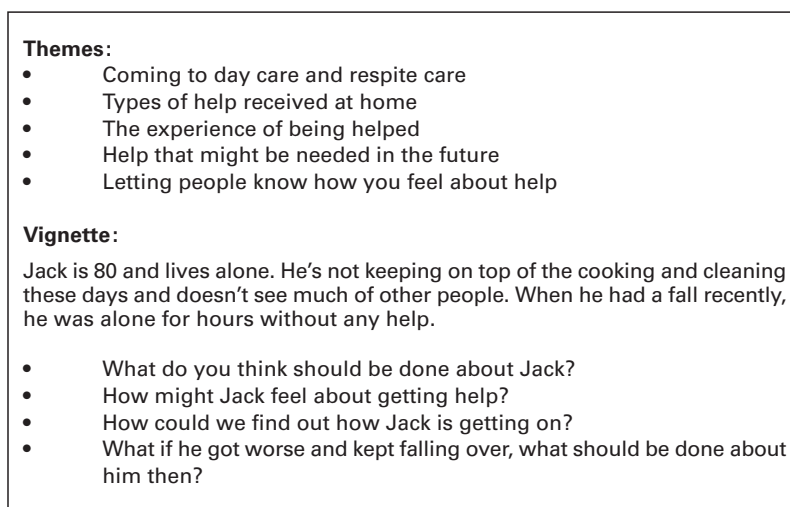 Themes:
• Coming to day care and respite care
• Types of help received at home
• The experience of being helped
• Help that might be needed in the future
• Letting people know how you feel about help
Vignette:
Jack is 80 and lives alone. He’s not keeping on top of the cooking and cleaning
these days and doesn’t see much of other people. When he had a fall recently,
he was alone for hours without any help.
• What do you think should be done about Jack?
• How might Jack feel about getting help?
• How could we find out how Jack is getting on?
• What if he got worse and kept falling over, what should be done about
him then?